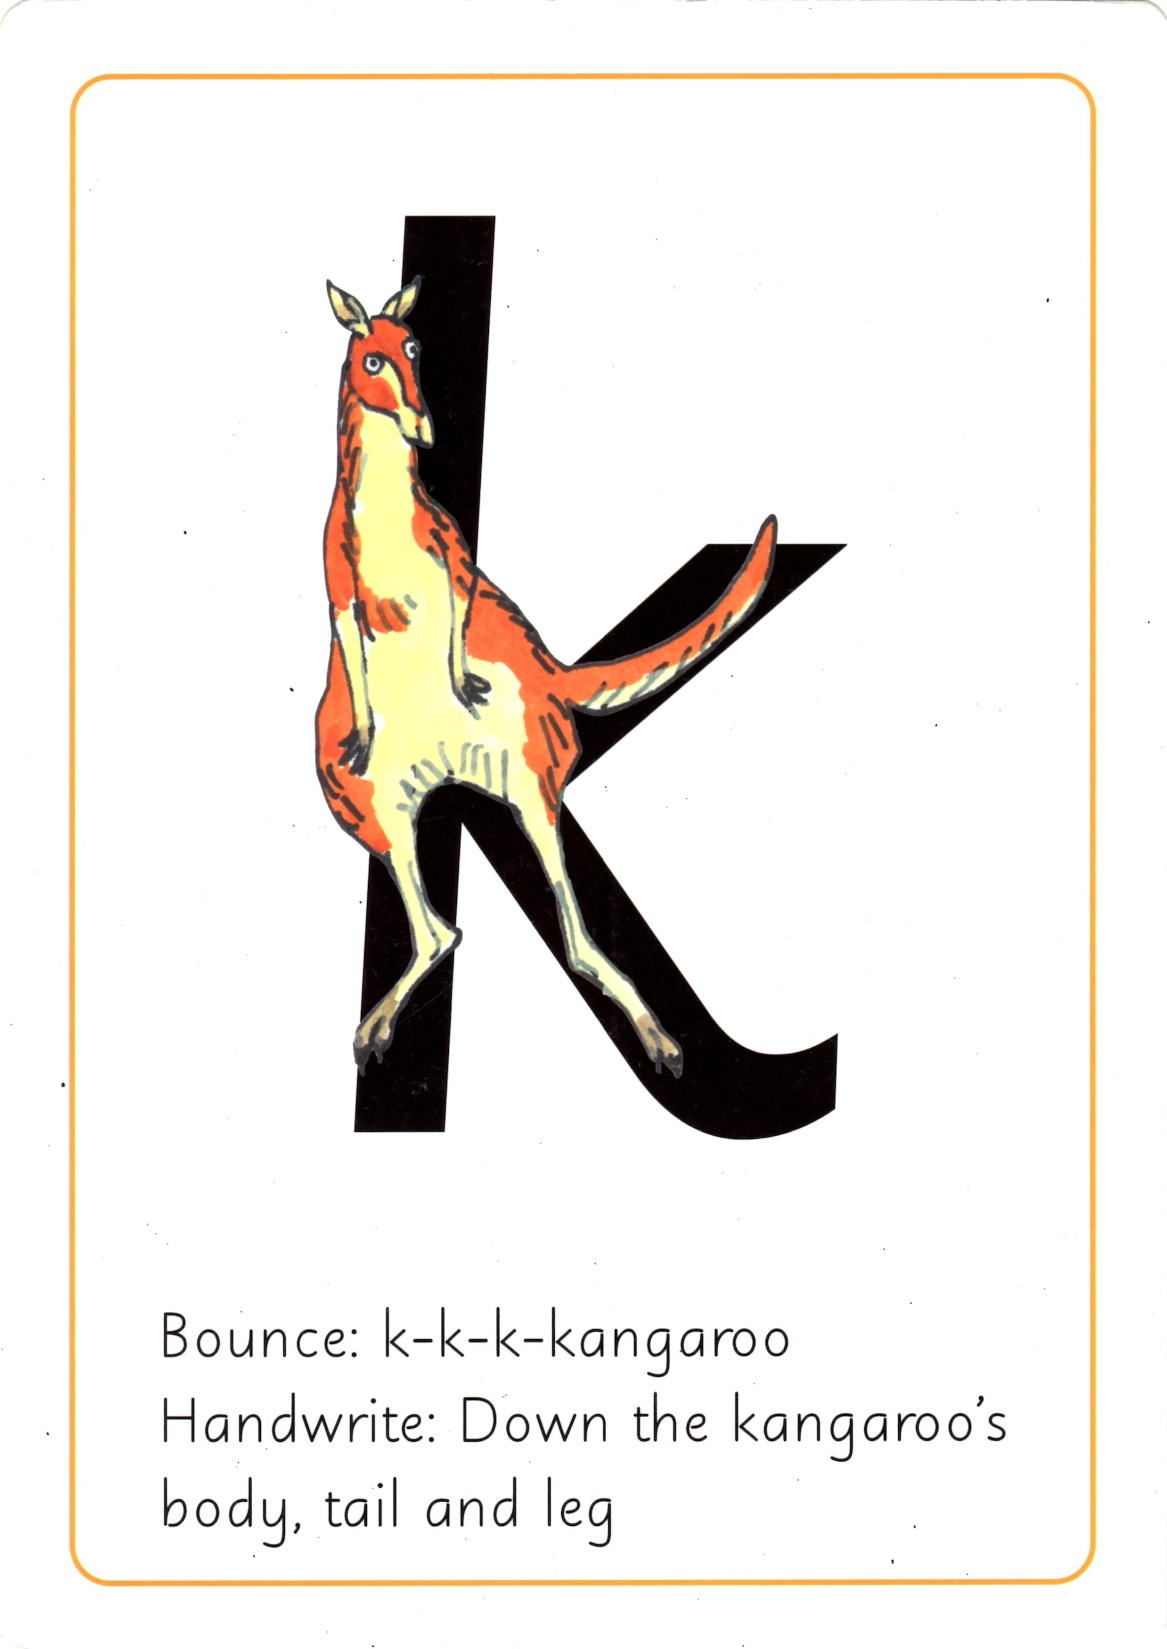 k
Bounce: k-k-k-kangaroo
Handwrite: Down the kangaroo's
body, tail and leg